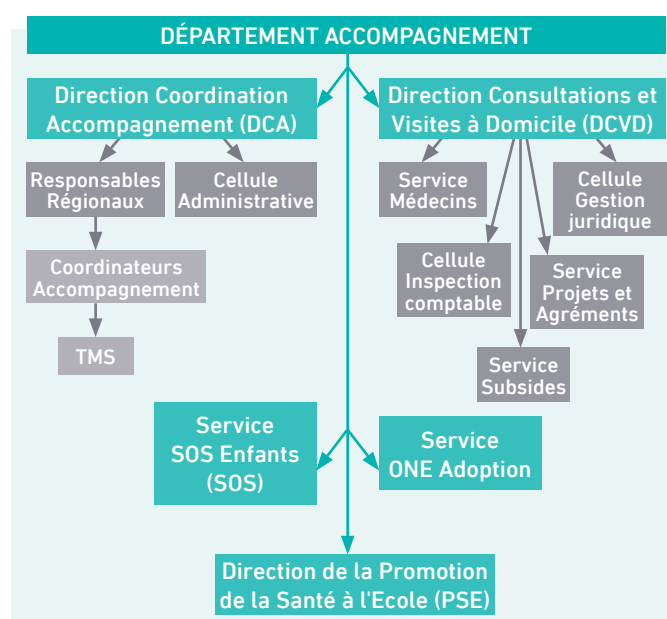 DÉPARTEMENT ACCOMPAGNEMENT
Direction Coordination
Accompagnement (DCA)
Direction Consultations et
Visites à Domicile (DCVD)
Responsables
Régionaux
Cellule
Administrative
Service
Médecins
Cellule
Gestion
juridique
Coordinateurs
Accompagnement
Cellule
Inspection
comptable
Service
Projets et
Agréments
TMS
Service
Subsides
Service
SOS Enfants
(SOS)
Service
ONE Adoption
Direction de la Promotion
de la Santé à l'Ecole (PSE)